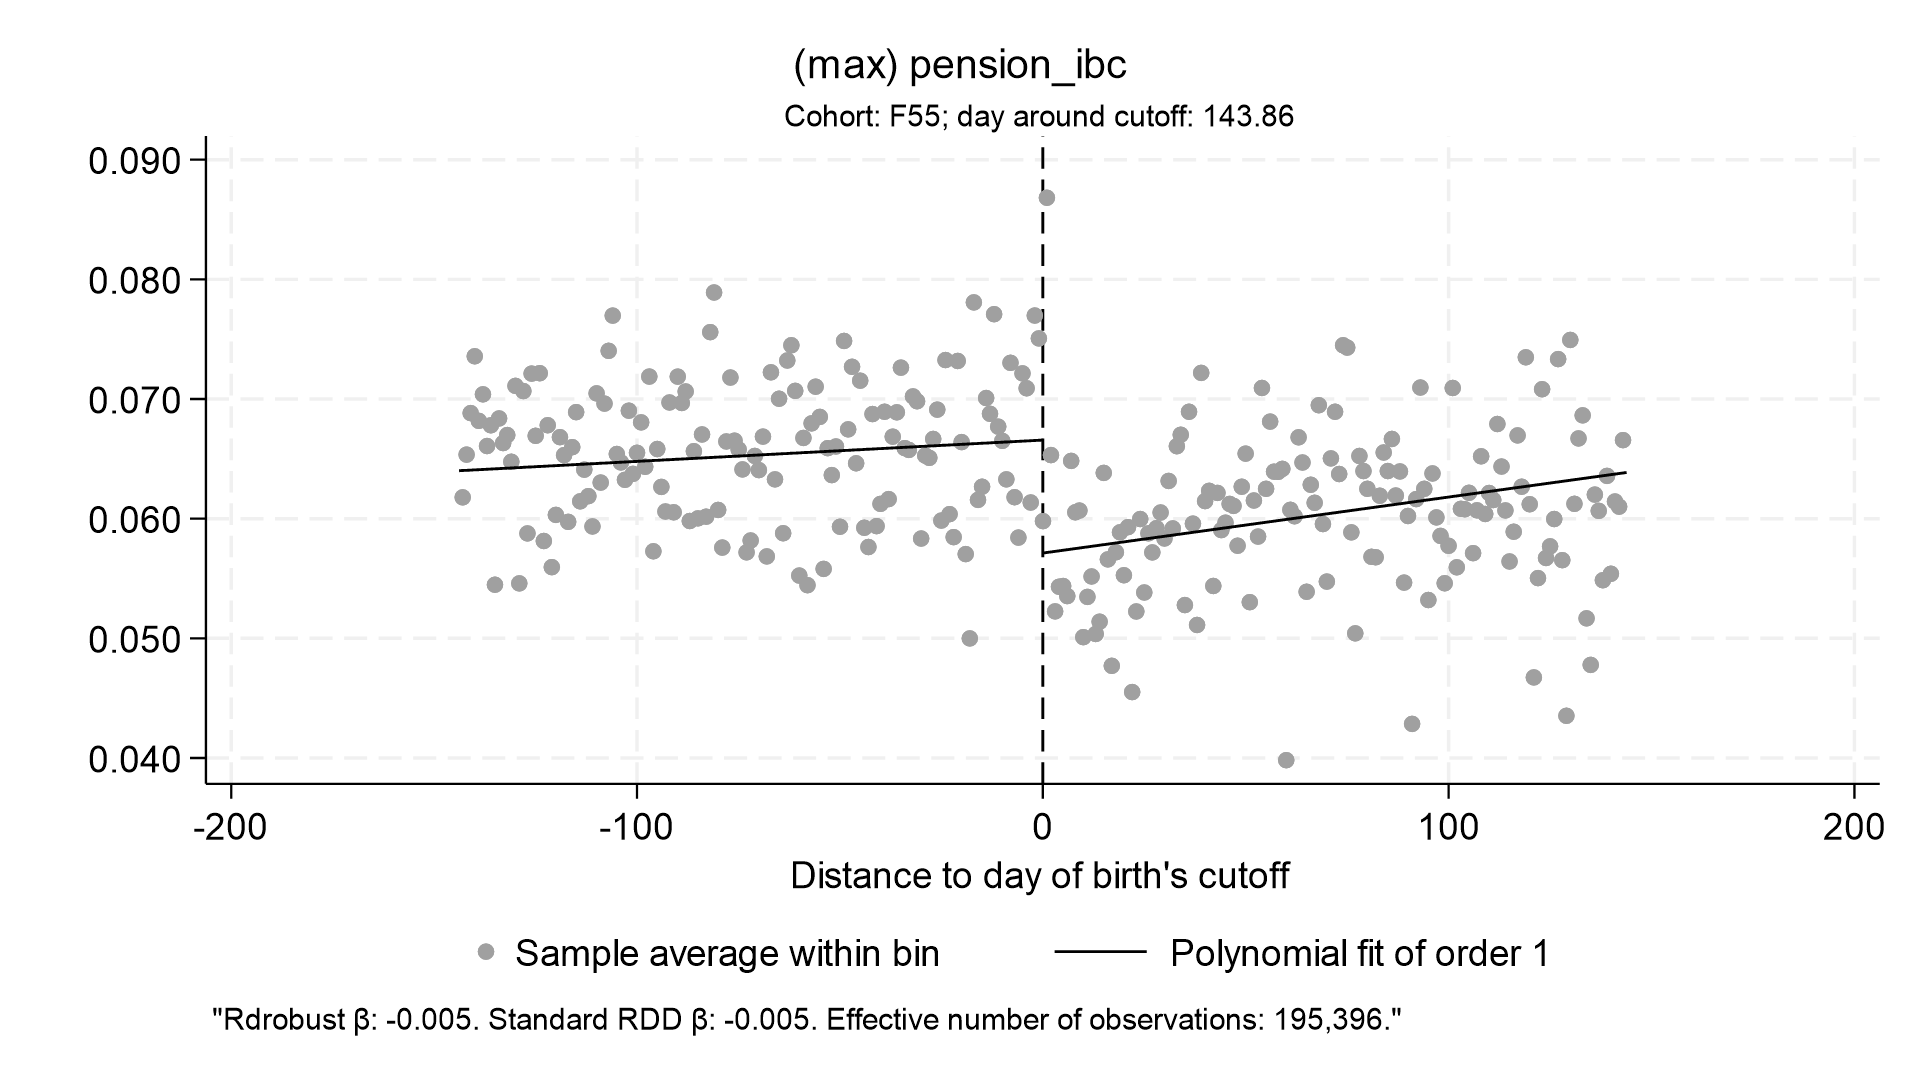 (max) pension_ibc
Cohort: F55; day around cutoff: 143.86
0.090
0.080
0.070
0.060
0.050
0.040
-200 -100 0 100 200
Distance to day of birth's cutoff
Sample average within bin Polynomial fit of order 1
"Rdrobust β: -0.005. Standard RDD β: -0.005. Effective number of observations: 195,396."